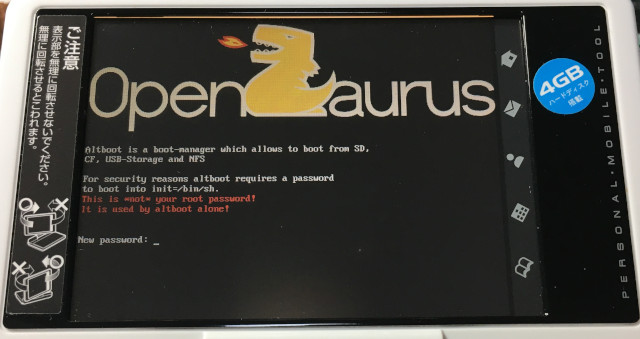 ご注意
表示部を無理に回転させないでください。
無理に回転させるとこわれます。
OpenZaurus
Altboot is a boot-manager which allows to boot from SD,
CF, USB-Storage and NFS
For security reasons altboot requires a password
to boot into init=/bin/sh.
This is *not* your root password!
It is used by altboot alone!
New password: _
4GB
ハードディスク
搭載
PERSONAL•MOBILE•TOOL